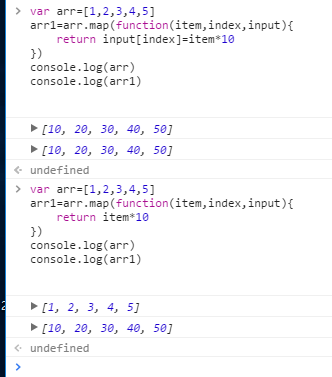 var arr=[1,2,3,4,5]
arr1=arr.map(function(item,index,input){
    return input[index]=item*10
})
console.log(arr)
console.log(arr1)
[10, 20, 30, 40, 50]
[10, 20, 30, 40, 50]
undefined
var arr=[1,2,3,4,5]
arr1=arr.map(function(item,index,input){
    return item*10
})
console.log(arr)
console.log(arr1)
[1, 2, 3, 4, 5]
[10, 20, 30, 40, 50]
undefined